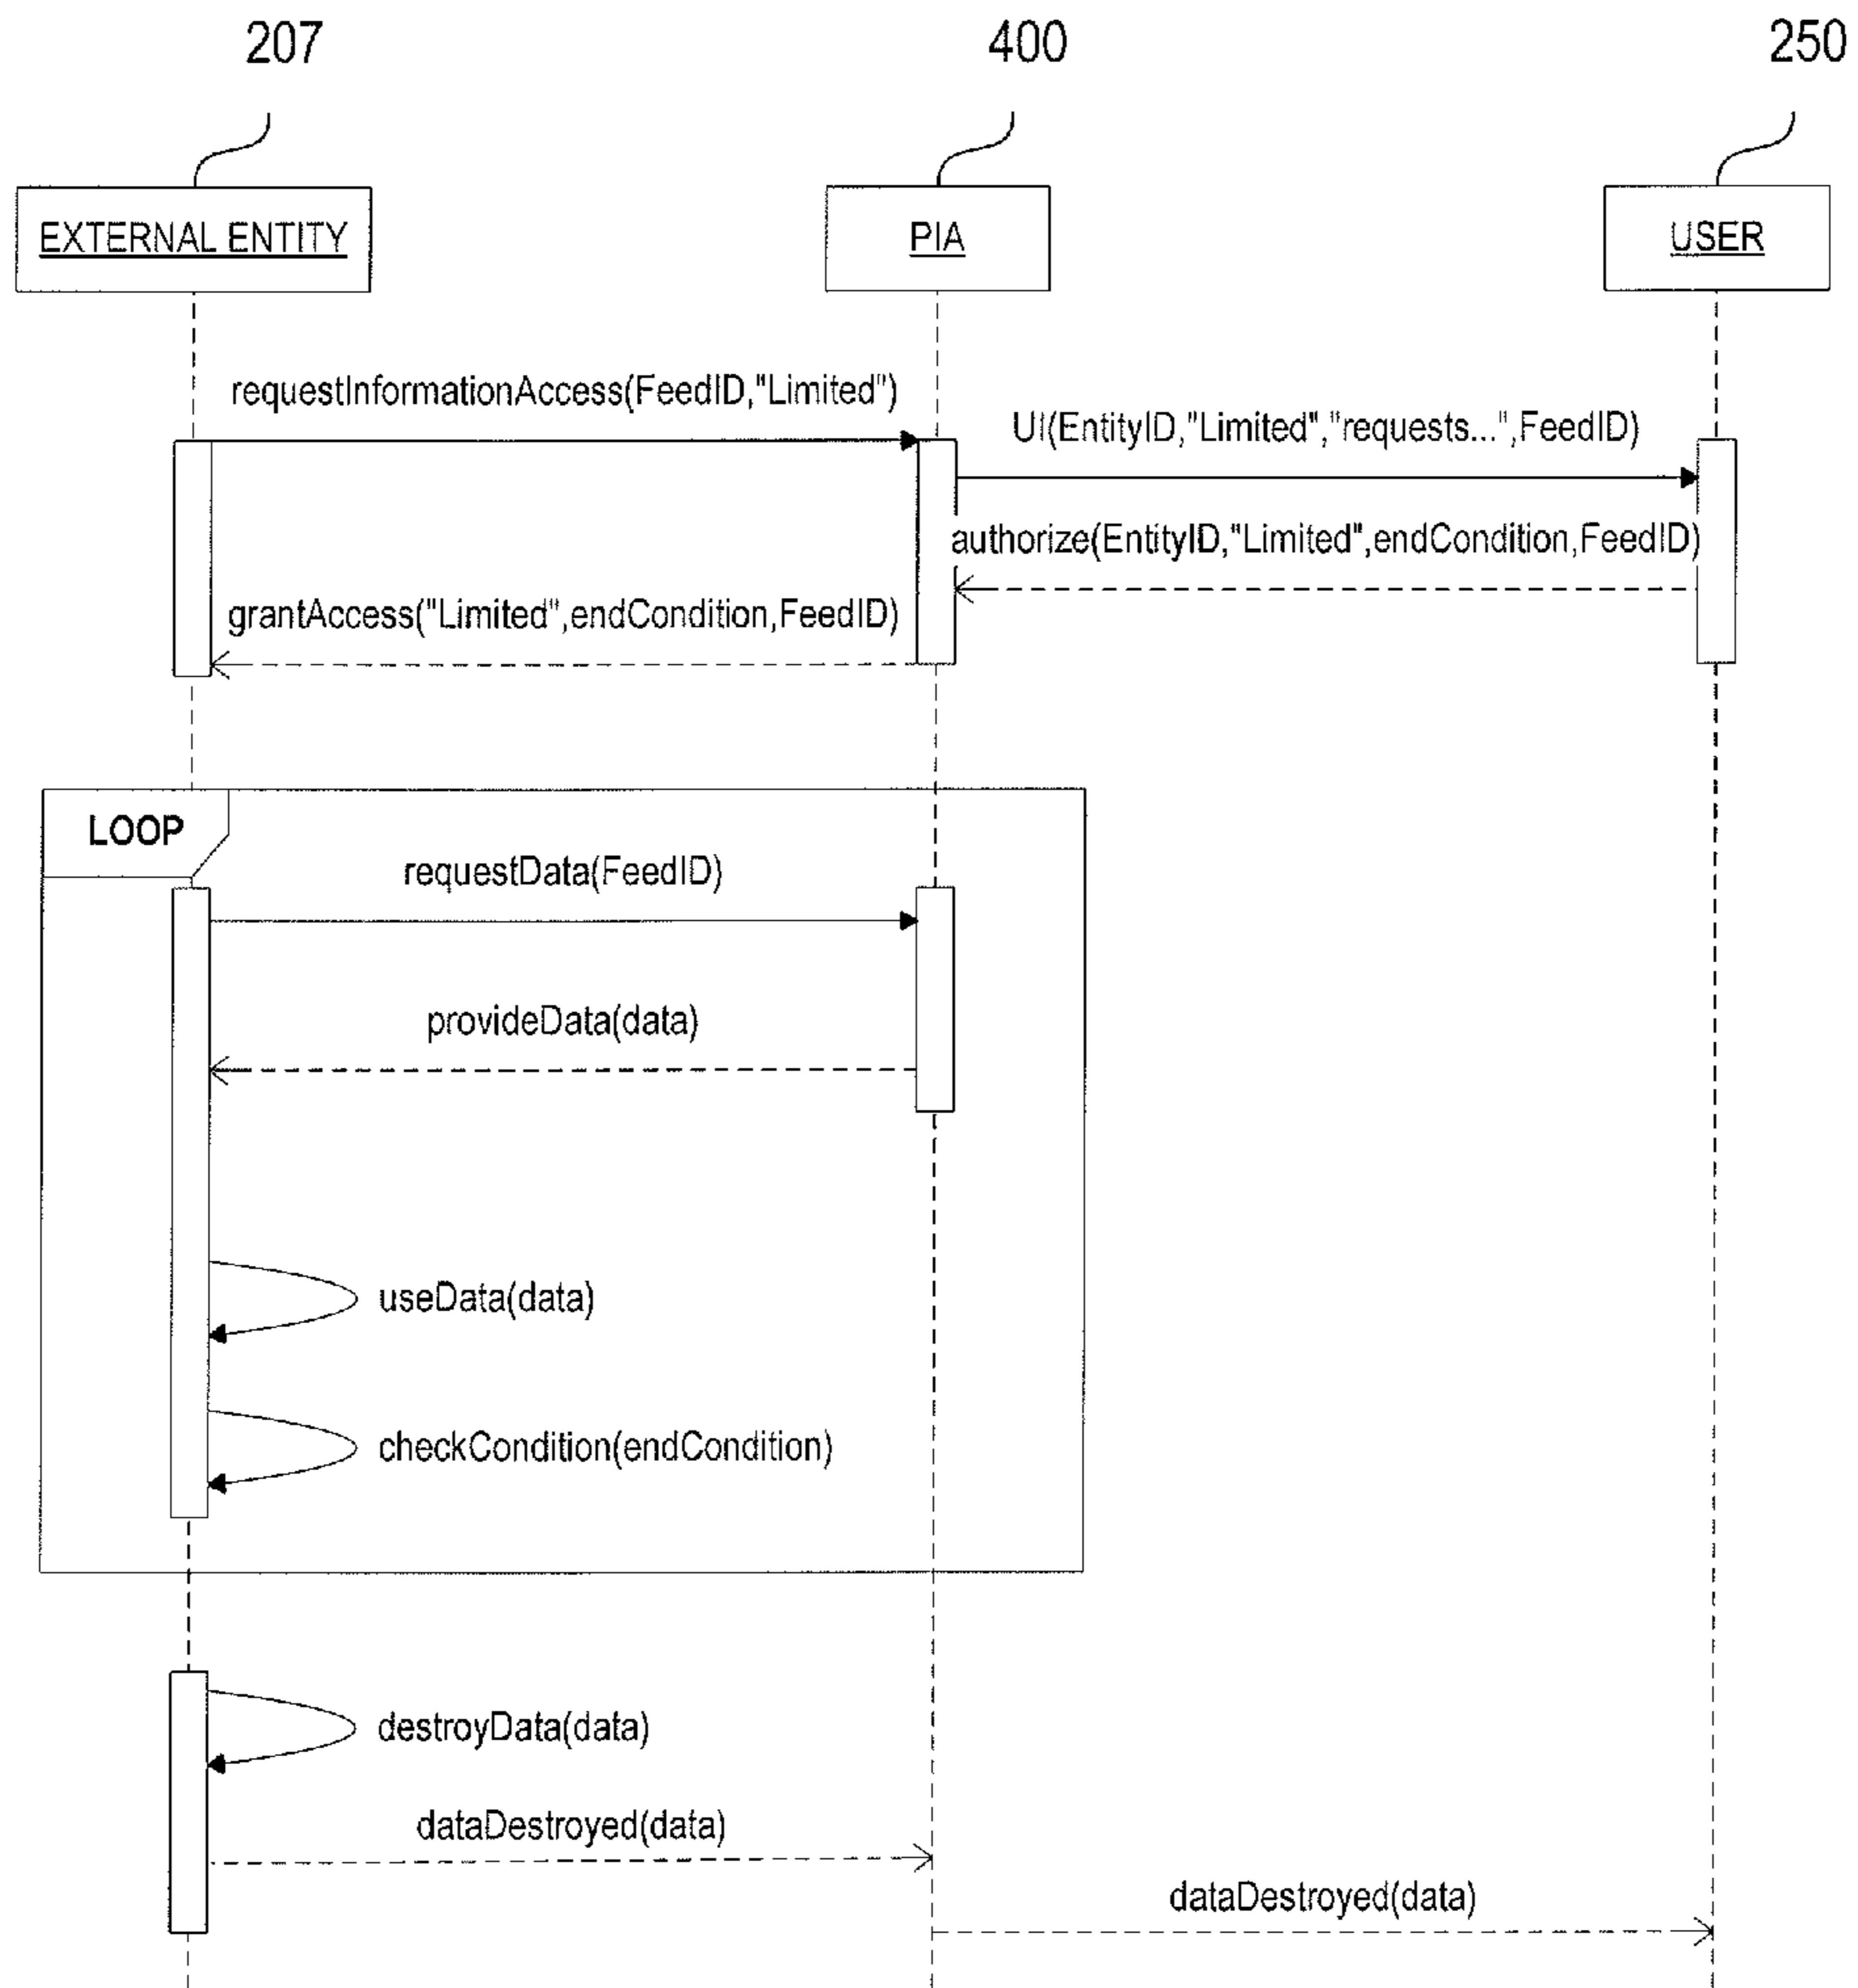 207
400
250
EXTERNAL ENTITY
PIA
USER
requestInformationAccess(FeedID,"Limited")
UI(EntityID,"Limited","requests...",FeedID)
authorize(EntityID,"Limited",endCondition,FeedID)
grantAccess("Limited",endCondition,FeedID)
LOOP
requestData(FeedID)
provideData(data)
useData(data)
checkCondition(endCondition)
destroyData(data)
dataDestroyed(data)
dataDestroyed(data)